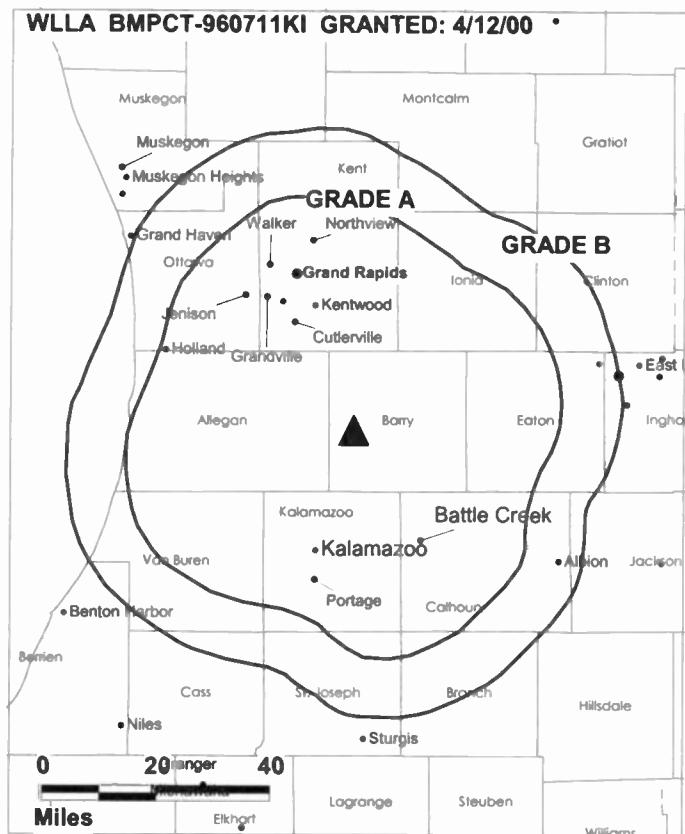 WLLA BMPCT-960711KI GRANTED: 4/12/00
Muskegon
Montcalm
Gratiot
Muskegon
Kent
Muskegon Heights
GRADE A
Walker
Northview
Grand Haven
GRADE B
Ottawa
Grand Rapids
Ionia
Clinton
Jenison
Kentwood
Cutlerville
Holland
Grandville
East
Allegan
Barry
Eaton
Ingha
Kalamazoo
Battle Creek
Kalamazoo
Van Buren
Albion
Jackson
Portage
Calhoun
Benton Harbor
Berrien
Cass
St. Joseph
Branch
Hillsdale
Niles
Sturgis
0 20 40
ranger
Miles
Lagrange
Steuben
Elkhart
Williams